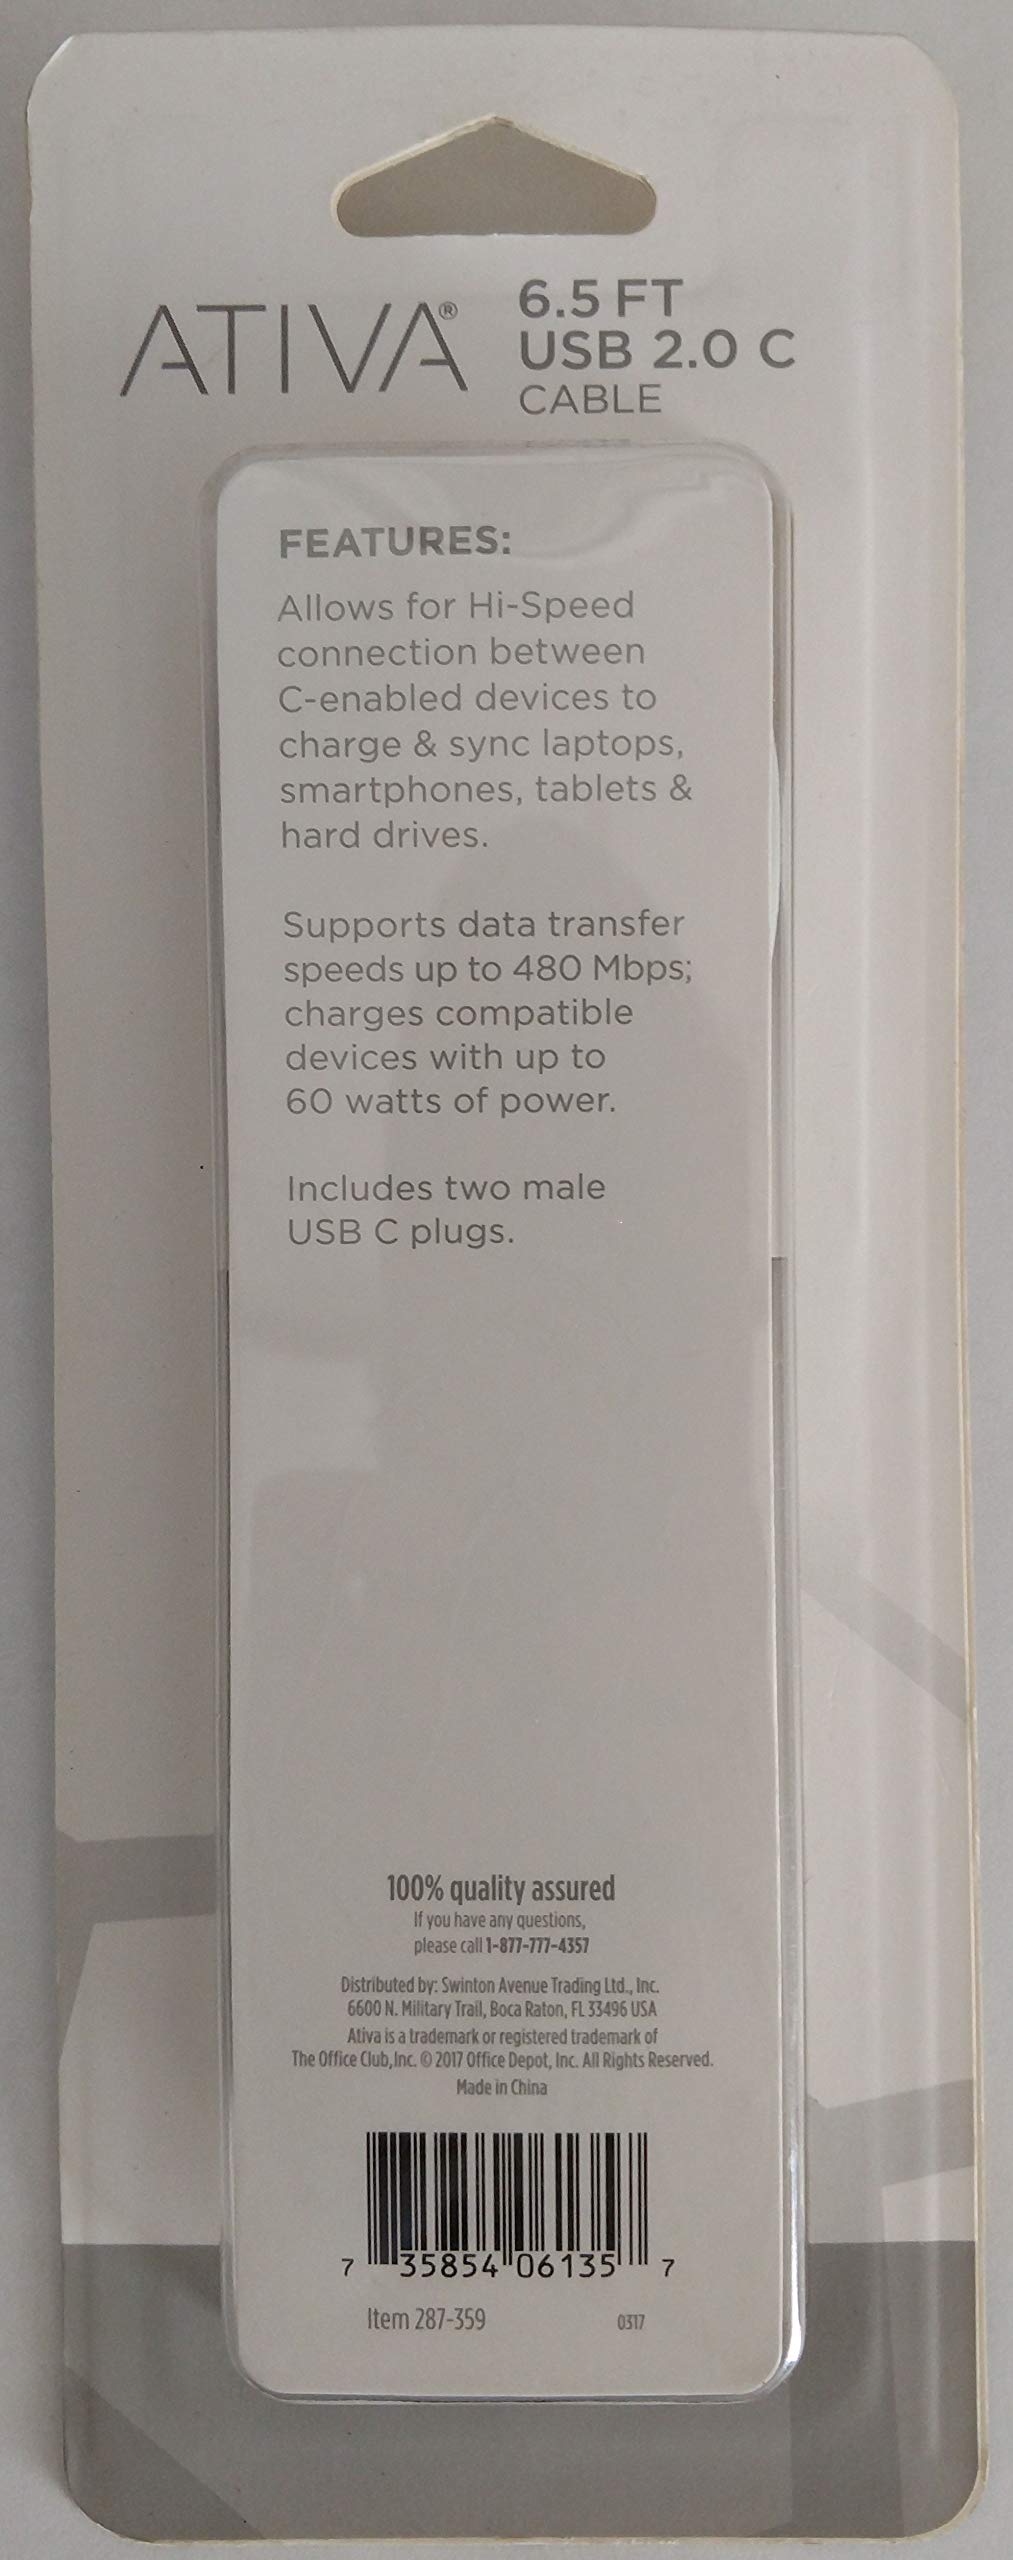 ATIVA®
6.5 FT
USB 2.0 C
CABLE
FEATURES:
Allows for Hi-Speed
connection between
C-enabled devices to
charge & sync laptops,
smartphones, tablets &
hard drives.
Supports data transfer
speeds up to 480 Mbps;
charges compatible
devices with up to
60 watts of power.
Includes two male
USB C plugs.
100% quality assured
If you have any questions,
please call 1-877-777-4357
Distributed by: Swinton Avenue Trading Ltd., Inc.
6600 N. Military Trail, Boca Raton, FL 33496 USA
Ativa is a trademark or registered trademark of
The Office Club, Inc. © 2017 Office Depot, Inc. All Rights Reserved.
Made in China
7 35854 06135 7
Item 287-359 0317